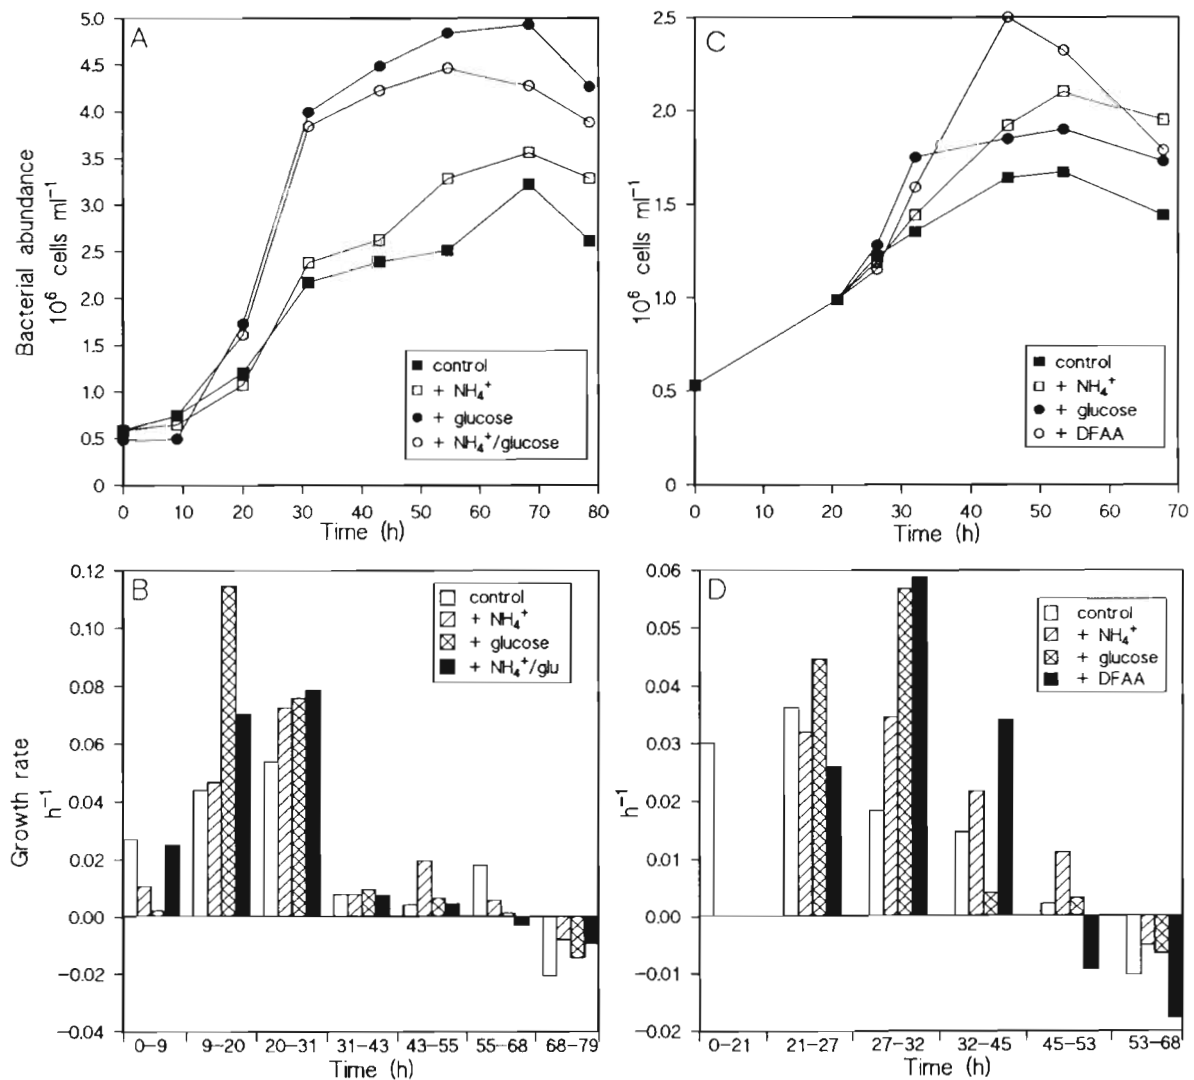 A
5.0
4.5
4.0
3.5
3.0
2.5
2.0
1.5
1.0
0.5
0
Bacterial abundance
10⁶ cells ml⁻¹
control
+ NH₄⁺
+ glucose
+ NH₄⁺/glucose
0 10 20 30 40 50 60 70 80
Time (h)
C
2.5
2.0
1.5
1.0
0.5
0
10⁶ cells ml⁻¹
control
+ NH₄⁺
+ glucose
+ DFAA
0 10 20 30 40 50 60 70
Time (h)
B
0.12
0.10
0.08
0.06
0.04
0.02
0.00
−0.02
−0.04
Growth rate
h⁻¹
control
+ NH₄⁺
+ glucose
+ NH₄⁺/glu
0−9 9−20 20−31 31−43 43−55 55−68 68−79
Time (h)
D
0.06
0.05
0.04
0.03
0.02
0.01
0.00
−0.01
−0.02
h⁻¹
control
+ NH₄⁺
+ glucose
+ DFAA
0−21 21−27 27−32 32−45 45−53 53−68
Time (h)